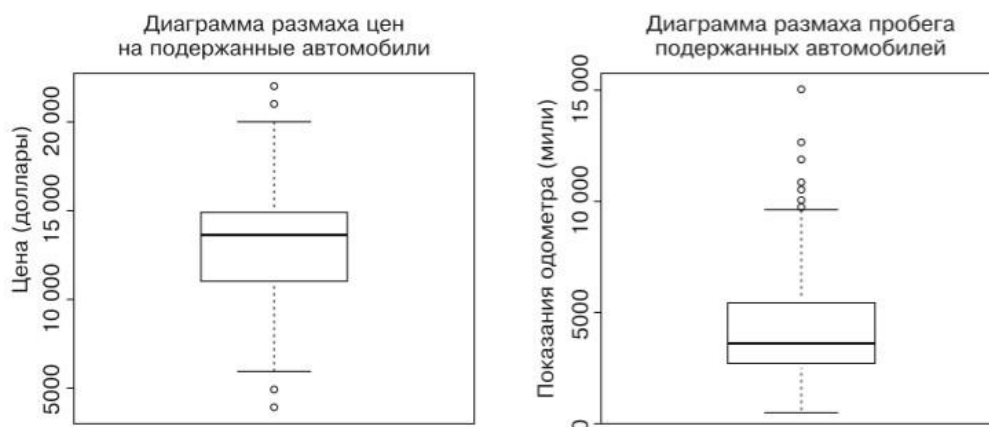 Диаграмма размаха цен
на подержанные автомобили
Цена (доллары)
20 000
15 000
10 000
5000
Диаграмма размаха пробега
подержанных автомобилей
Показания одометра (мили)
15 000
10 000
5000
0